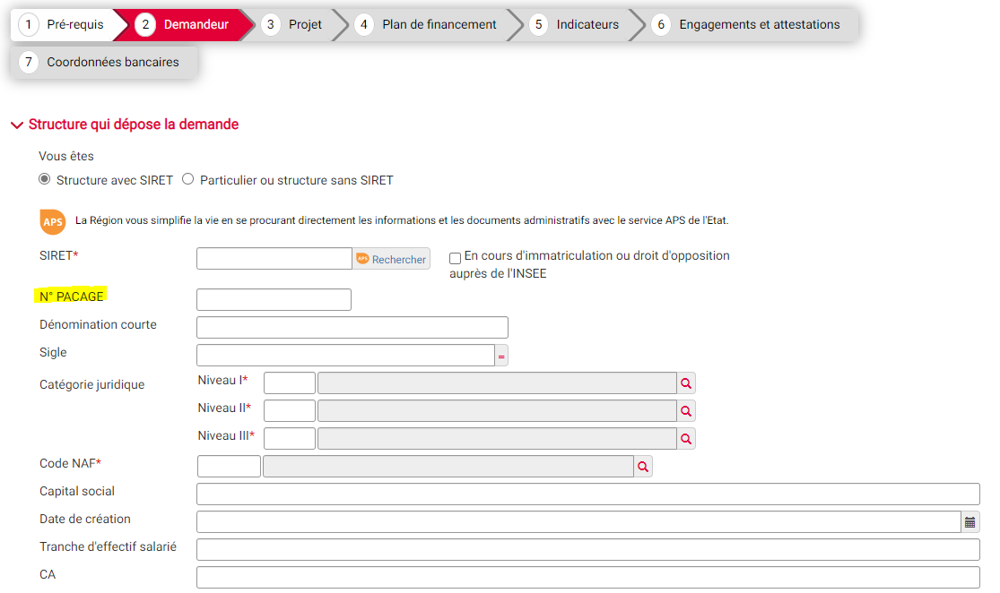 1 Pré-requis 2 Demandeur 3 Projet 4 Plan de financement 5 Indicateurs 6 Engagements et attestations
7 Coordonnées bancaires
Structure qui dépose la demande
Vous êtes
Structure avec SIRET Particulier ou structure sans SIRET
APS La Région vous simplifie la vie en se procurant directement les informations et les documents administratifs avec le service APS de l'Etat.
SIRET* APS Rechercher En cours d'immatriculation ou droit d'opposition
auprès de l'INSEE
N° PACAGE
Dénomination courte
Sigle =
Catégorie juridique Niveau I*
Niveau II*
Niveau III*
Code NAF*
Capital social
Date de création
Tranche d'effectif salarié
CA